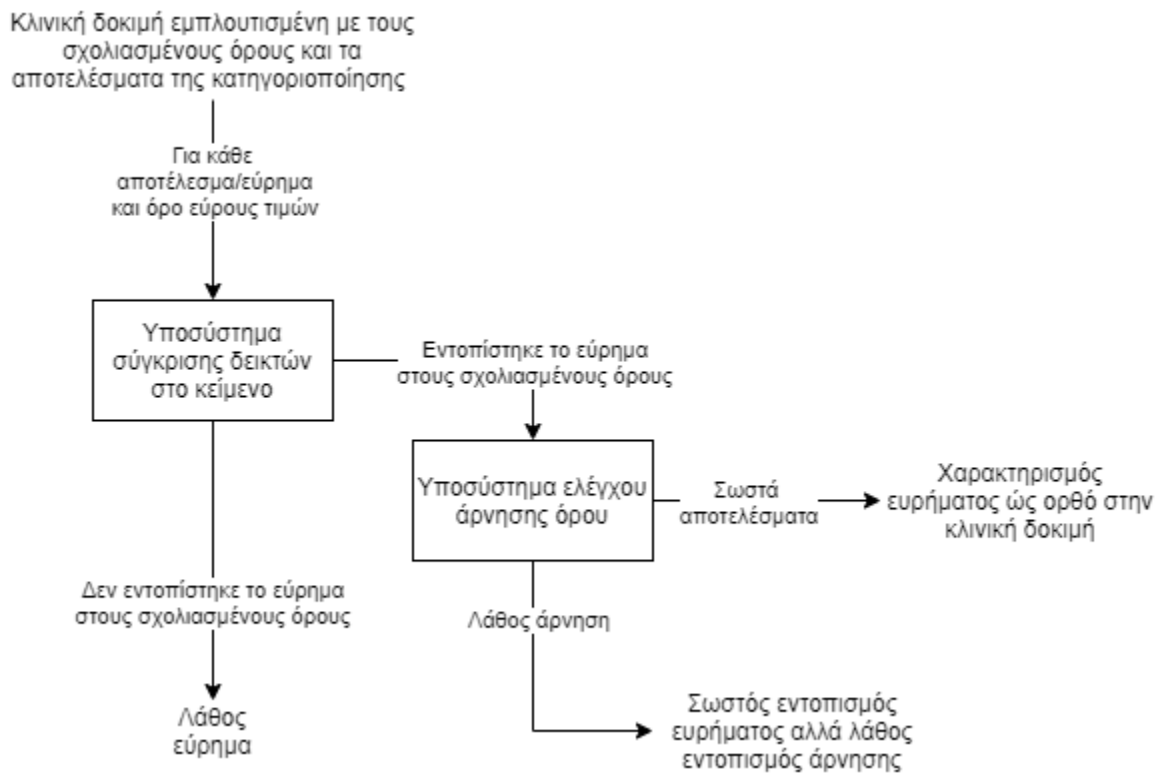 Κλινική δοκιμή εμπλουτισμένη με τους
σχολιασμένους όρους και τα
αποτελέσματα της κατηγοριοποίησης
Για κάθε
αποτέλεσμα/εύρημα
και όρο εύρους τιμών
Υποσύστημα
σύγκρισης δεικτών
στο κείμενο
Εντοπίστηκε το εύρημα
στους σχολιασμένους όρους
Υποσύστημα ελέγχου
άρνησης όρου
Σωστά
αποτελέσματα
Χαρακτηρισμός
ευρήματος ώς ορθό στην
κλινική δοκιμή
Δεν εντοπίστηκε το εύρημα
στους σχολιασμένους όρους
Λάθος άρνηση
Λάθος
εύρημα
Σωστός εντοπισμός
ευρήματος αλλά λάθος
εντοπισμός άρνησης